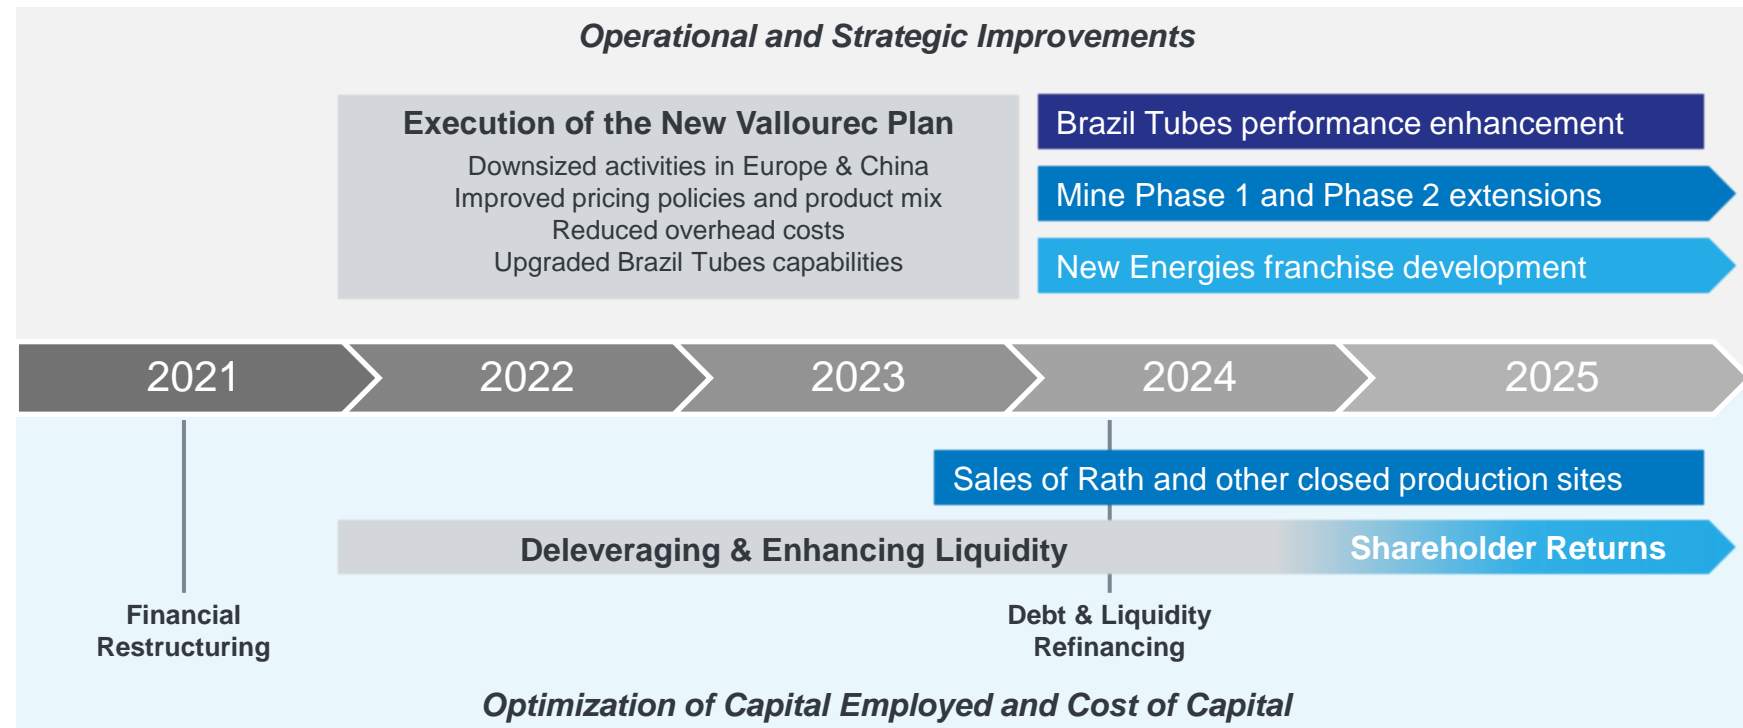 Operational and Strategic Improvements
Execution of the New Vallourec Plan
Downsized activities in Europe & China
Improved pricing policies and product mix
Reduced overhead costs
Upgraded Brazil Tubes capabilities
Brazil Tubes performance enhancement
Mine Phase 1 and Phase 2 extensions
New Energies franchise development
2021
2022
2023
2024
2025
Sales of Rath and other closed production sites
Deleveraging & Enhancing Liquidity
Shareholder Returns
Financial
Restructuring
Debt & Liquidity
Refinancing
Optimization of Capital Employed and Cost of Capital